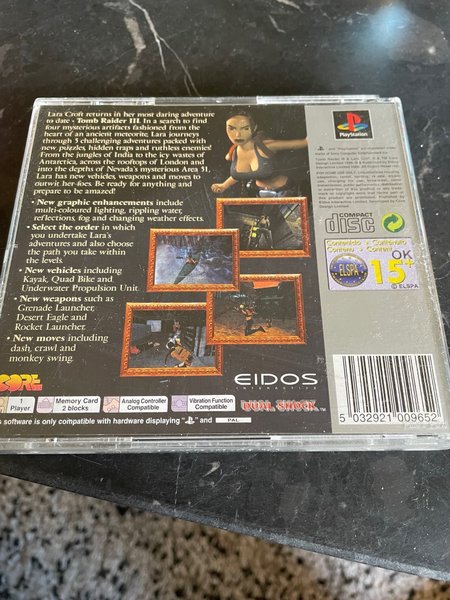 Lara Croft returns in her most daring adventure
to date - Tomb Raider III. In a search to find
four mysterious artifacts fashioned from the
heart of an ancient meteorite, Lara journeys
through 5 challenging adventures packed with
new puzzles, hidden traps and ruthless enemies!
From the jungles of India to the icy wastes of
Antarctica, across the rooftops of London and
into the depths of Nevada's mysterious Area 51,
Lara has new vehicles, weapons and moves to
outwit her foes. Be ready for anything and
prepare to be amazed!
• New graphic enhancements include
multi-coloured lighting, rippling water,
reflections, fog and changing weather effects.
• Select the order in which
you undertake Lara's
adventures and also choose
the path you take within
the levels.
• New vehicles including
Kayak, Quad Bike and
Underwater Propulsion Unit.
• New weapons such as
Grenade Launcher,
Desert Eagle and
Rocket Launcher.
• New moves including
dash, crawl and
monkey swing.
PlayStation
COMPACT
disc
Contenido Contenuto
ELSPA
OK
15+
© ELSPA
CORE
EIDOS
INTERACTIVE
1
Player
Memory Card
2 blocks
Analog Controller
Compatible
Vibration Function
Compatible
DUAL SHOCK™
s software is only compatible with hardware displaying and PAL
5 032921 009652